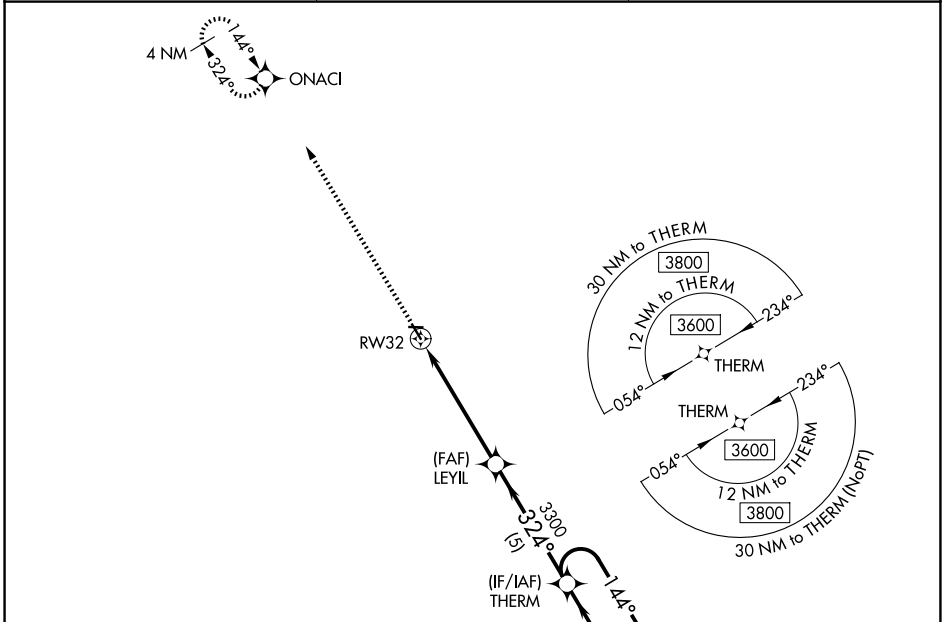 4 NM
144°
324°
ONACI
30 NM to THERM
3800
12 NM to THERM
3600
234°
054°
THERM
RW32
THERM
234°
054°
3600
12 NM to THERM
3800
30 NM to THERM (NoPT)
(FAF)
LEYIL
3300
324°
(5)
(IF/IAF)
THERM
144°